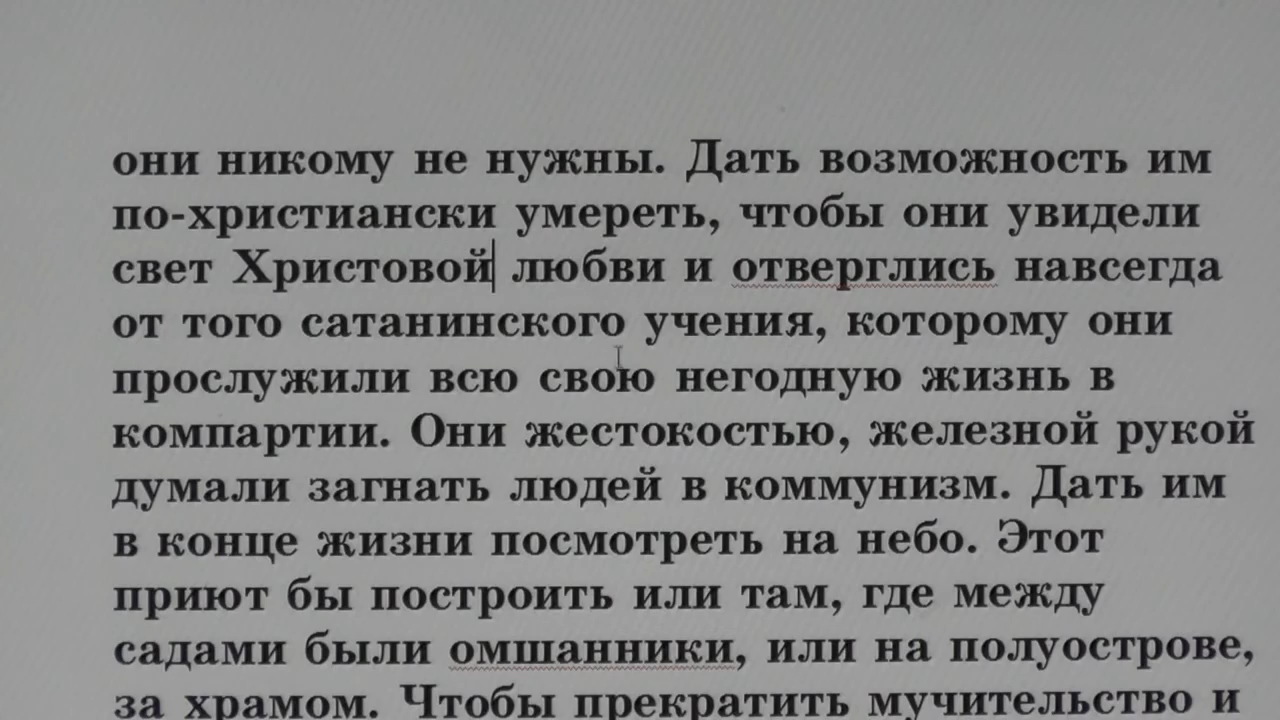 они никому не нужны. Дать возможность им
по-христиански умереть, чтобы они увидели
свет Христовой любви и отверглись навсегда
от того сатанинского учения, которому они
прослужили всю свою негодную жизнь в
компартии. Они жестокостью, железной рукой
думали загнать людей в коммунизм. Дать им
в конце жизни посмотреть на небо. Этот
приют бы построить или там, где между
садами были омшанники, или на полуострове,
за храмом. Чтобы прекратить мучительство и